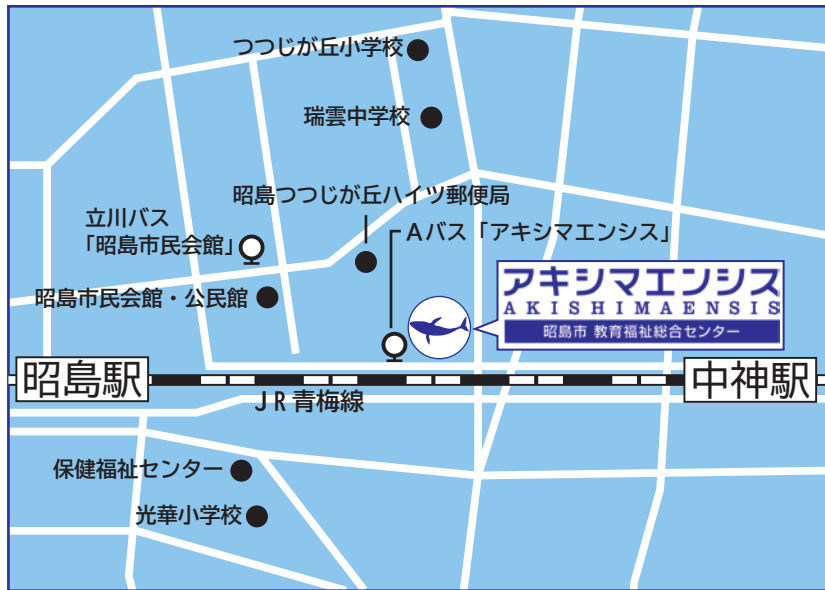 つつじが丘小学校
瑞雲中学校
昭島つつじが丘ハイツ郵便局
立川バス
「昭島市民会館」
Aバス「アキシマエンシス」
昭島市民会館・公民館
アキシマエンシス
AKISHIMAENSIS
昭島市 教育福祉総合センター
昭島駅
中神駅
JR青梅線
保健福祉センター
光華小学校